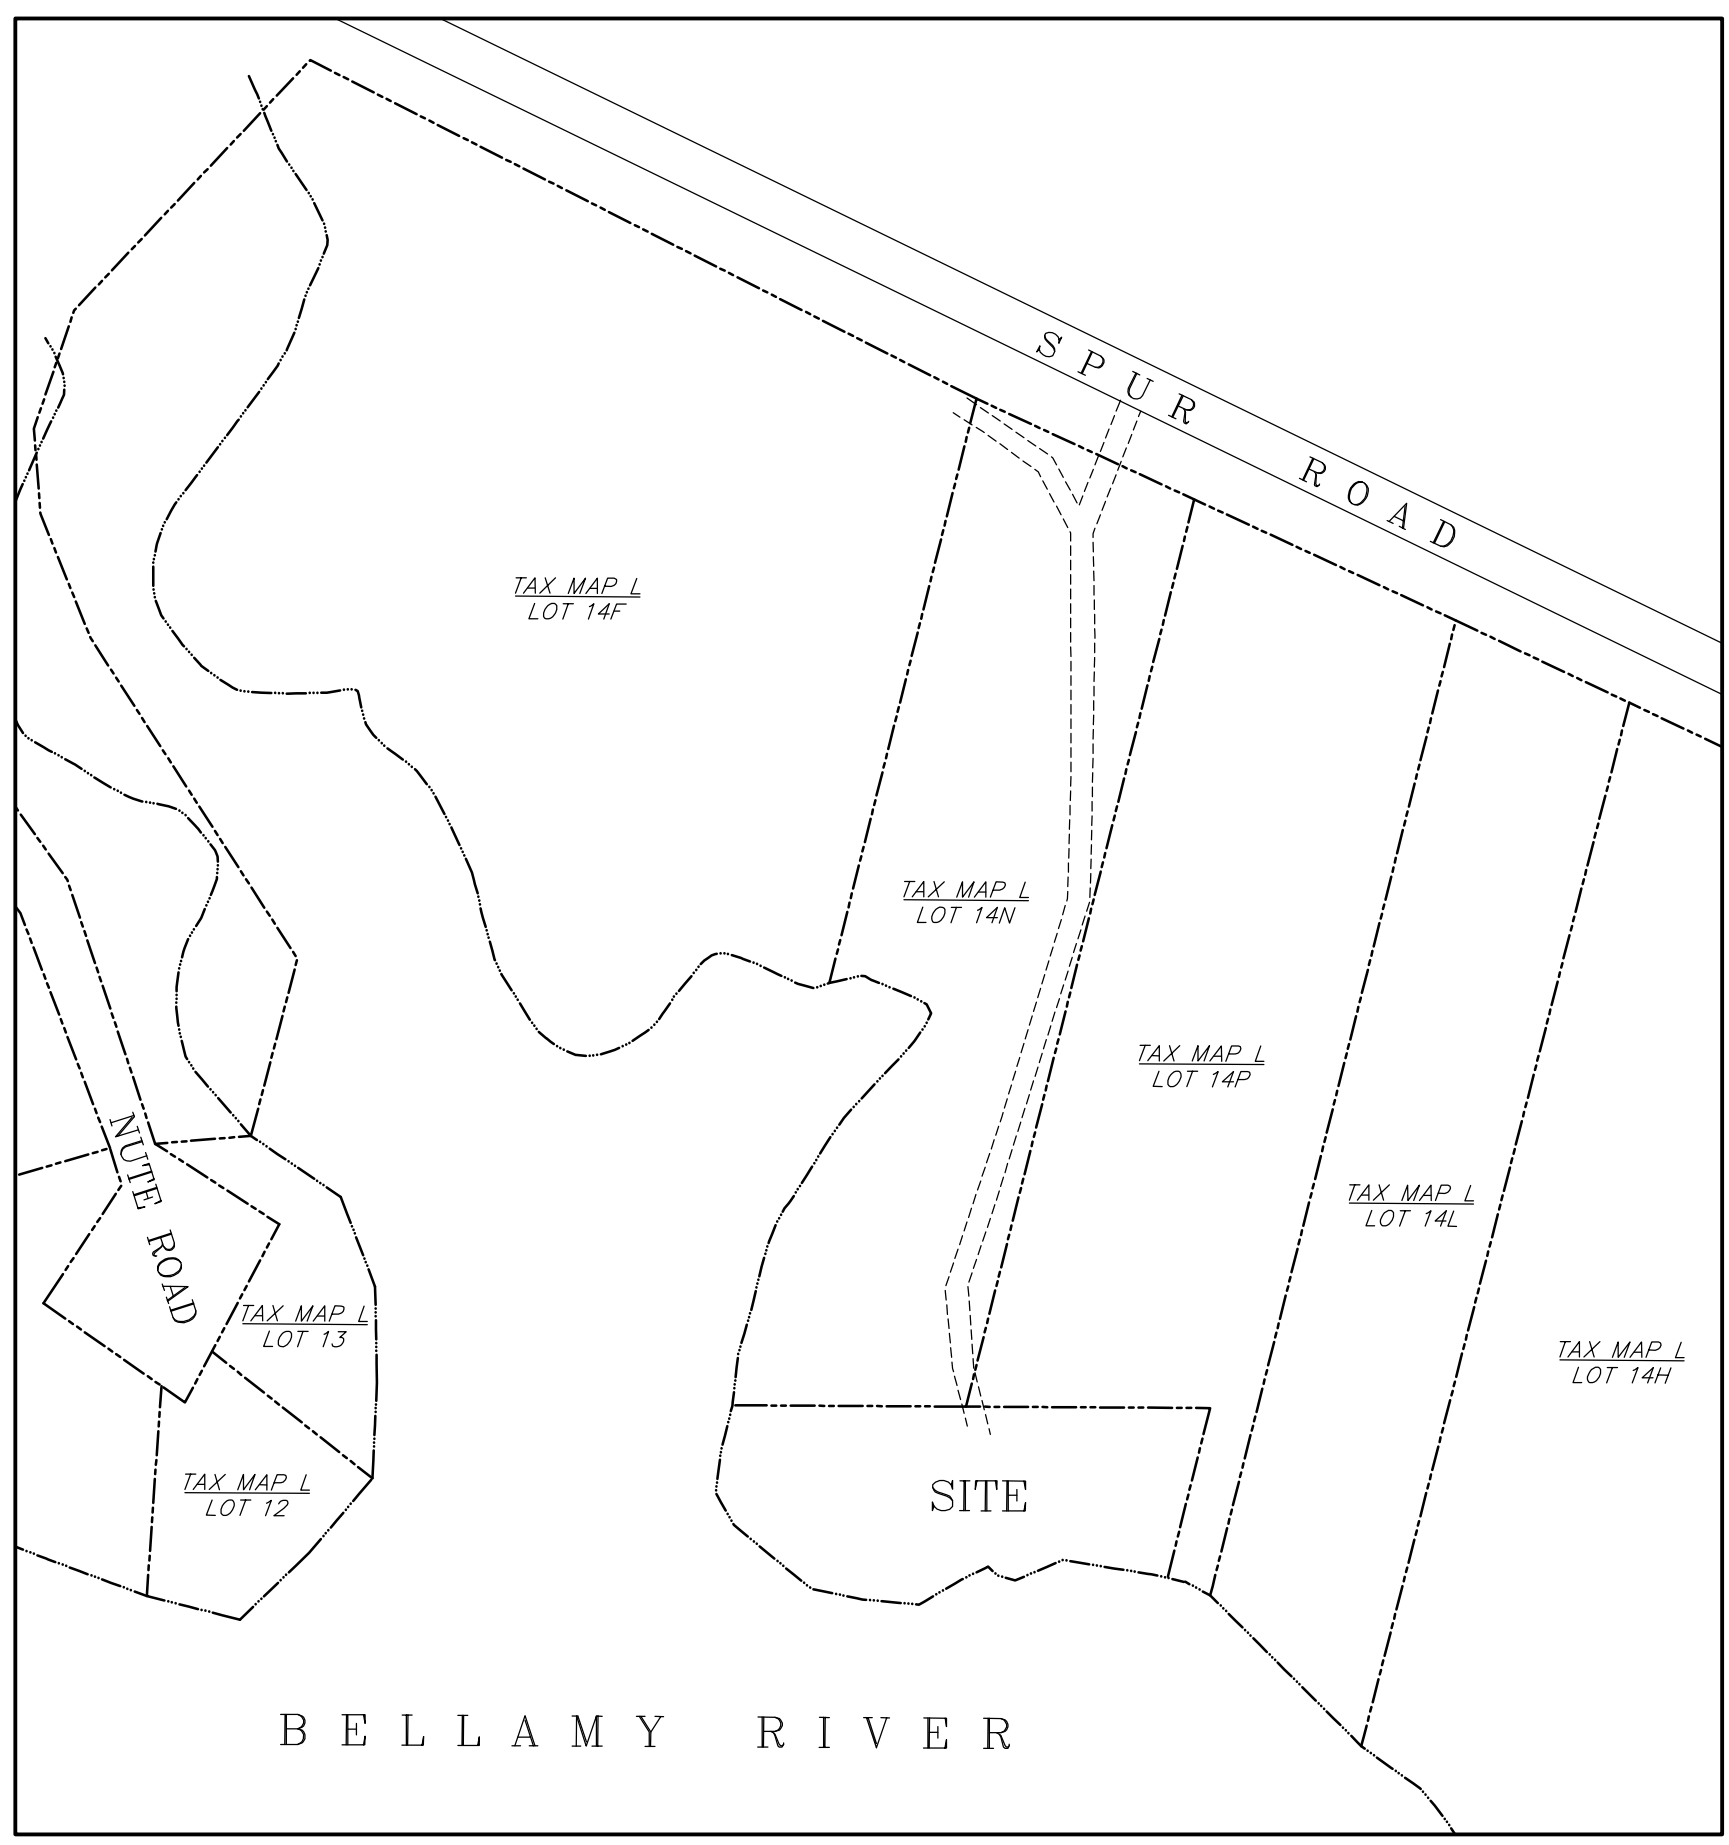 SPUR ROAD
TAX MAP L
LOT 14F
TAX MAP L
LOT 14N
TAX MAP L
LOT 14P
NUTE ROAD
TAX MAP L
LOT 14L
TAX MAP L
LOT 13
TAX MAP L
LOT 14H
TAX MAP L
LOT 12
SITE
BELLAMY RIVER